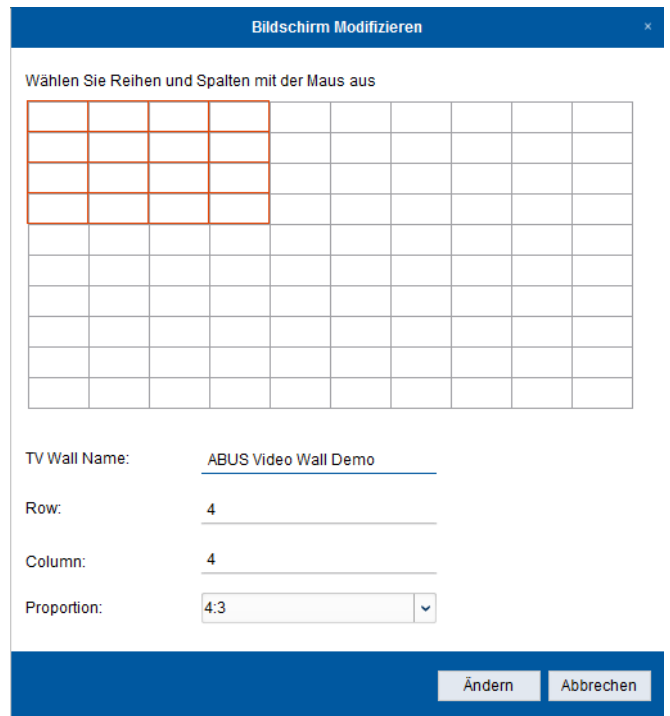 Bildschirm Modifizieren ×
Wählen Sie Reihen und Spalten mit der Maus aus
TV Wall Name: ABUS Video Wall Demo
Row: 4
Column: 4
Proportion: 4:3
Ändern Abbrechen